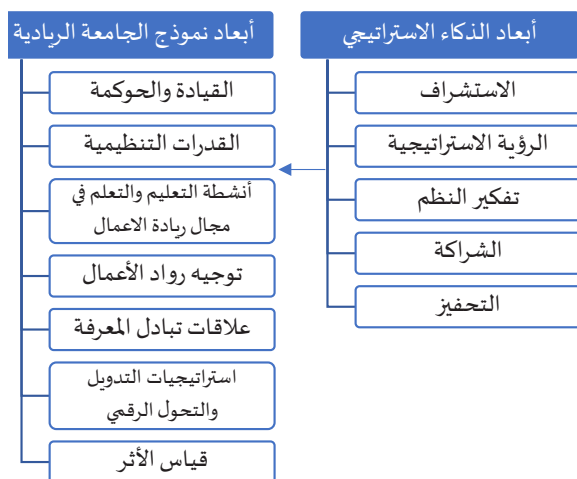 أبعاد الذكاء الاستراتيجي
الاستشراف
الرؤية الاستراتيجية
تفكير النظم
الشراكة
التحفيز
أبعاد نموذج الجامعة الريادية
القيادة والحوكمة
القدرات التنظيمية
أنشطة التعليم والتعلم في
مجال ريادة الاعمال
توجيه رواد الأعمال
علاقات تبادل المعرفة
استراتيجيات التدويل
والتحول الرقمي
قياس الأثر